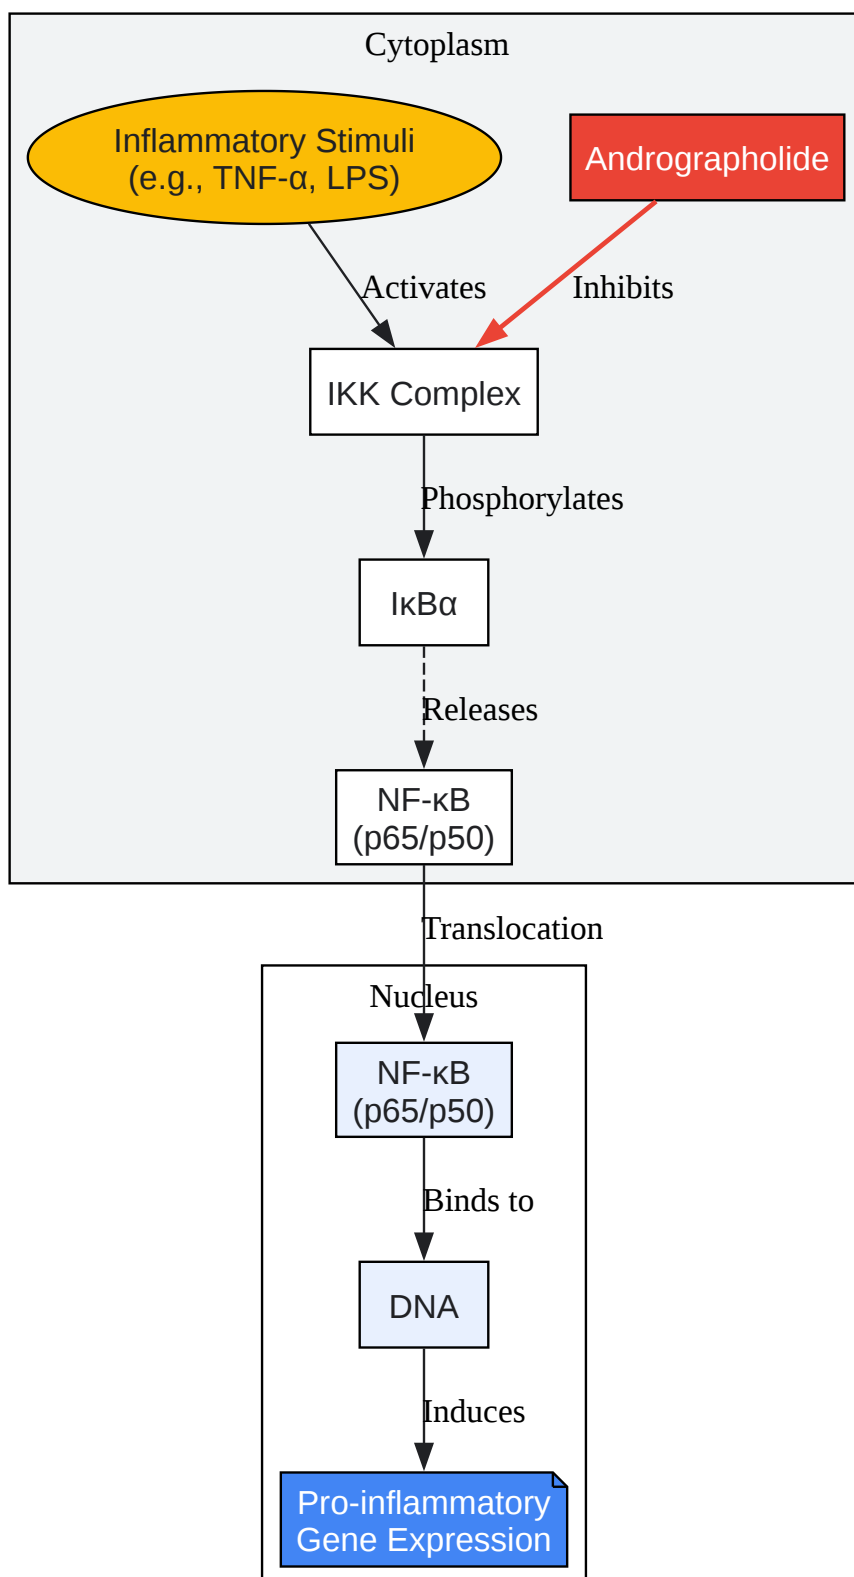 Cytoplasm
Inflammatory Stimuli
(e.g., TNF-α, LPS)
Andrographolide
Activates
Inhibits
IKK Complex
Phosphorylates
IκBα
Releases
NF-κB
(p65/p50)
Translocation
Nucleus
NF-κB
(p65/p50)
Binds to
DNA
Induces
Pro-inflammatory
Gene Expression